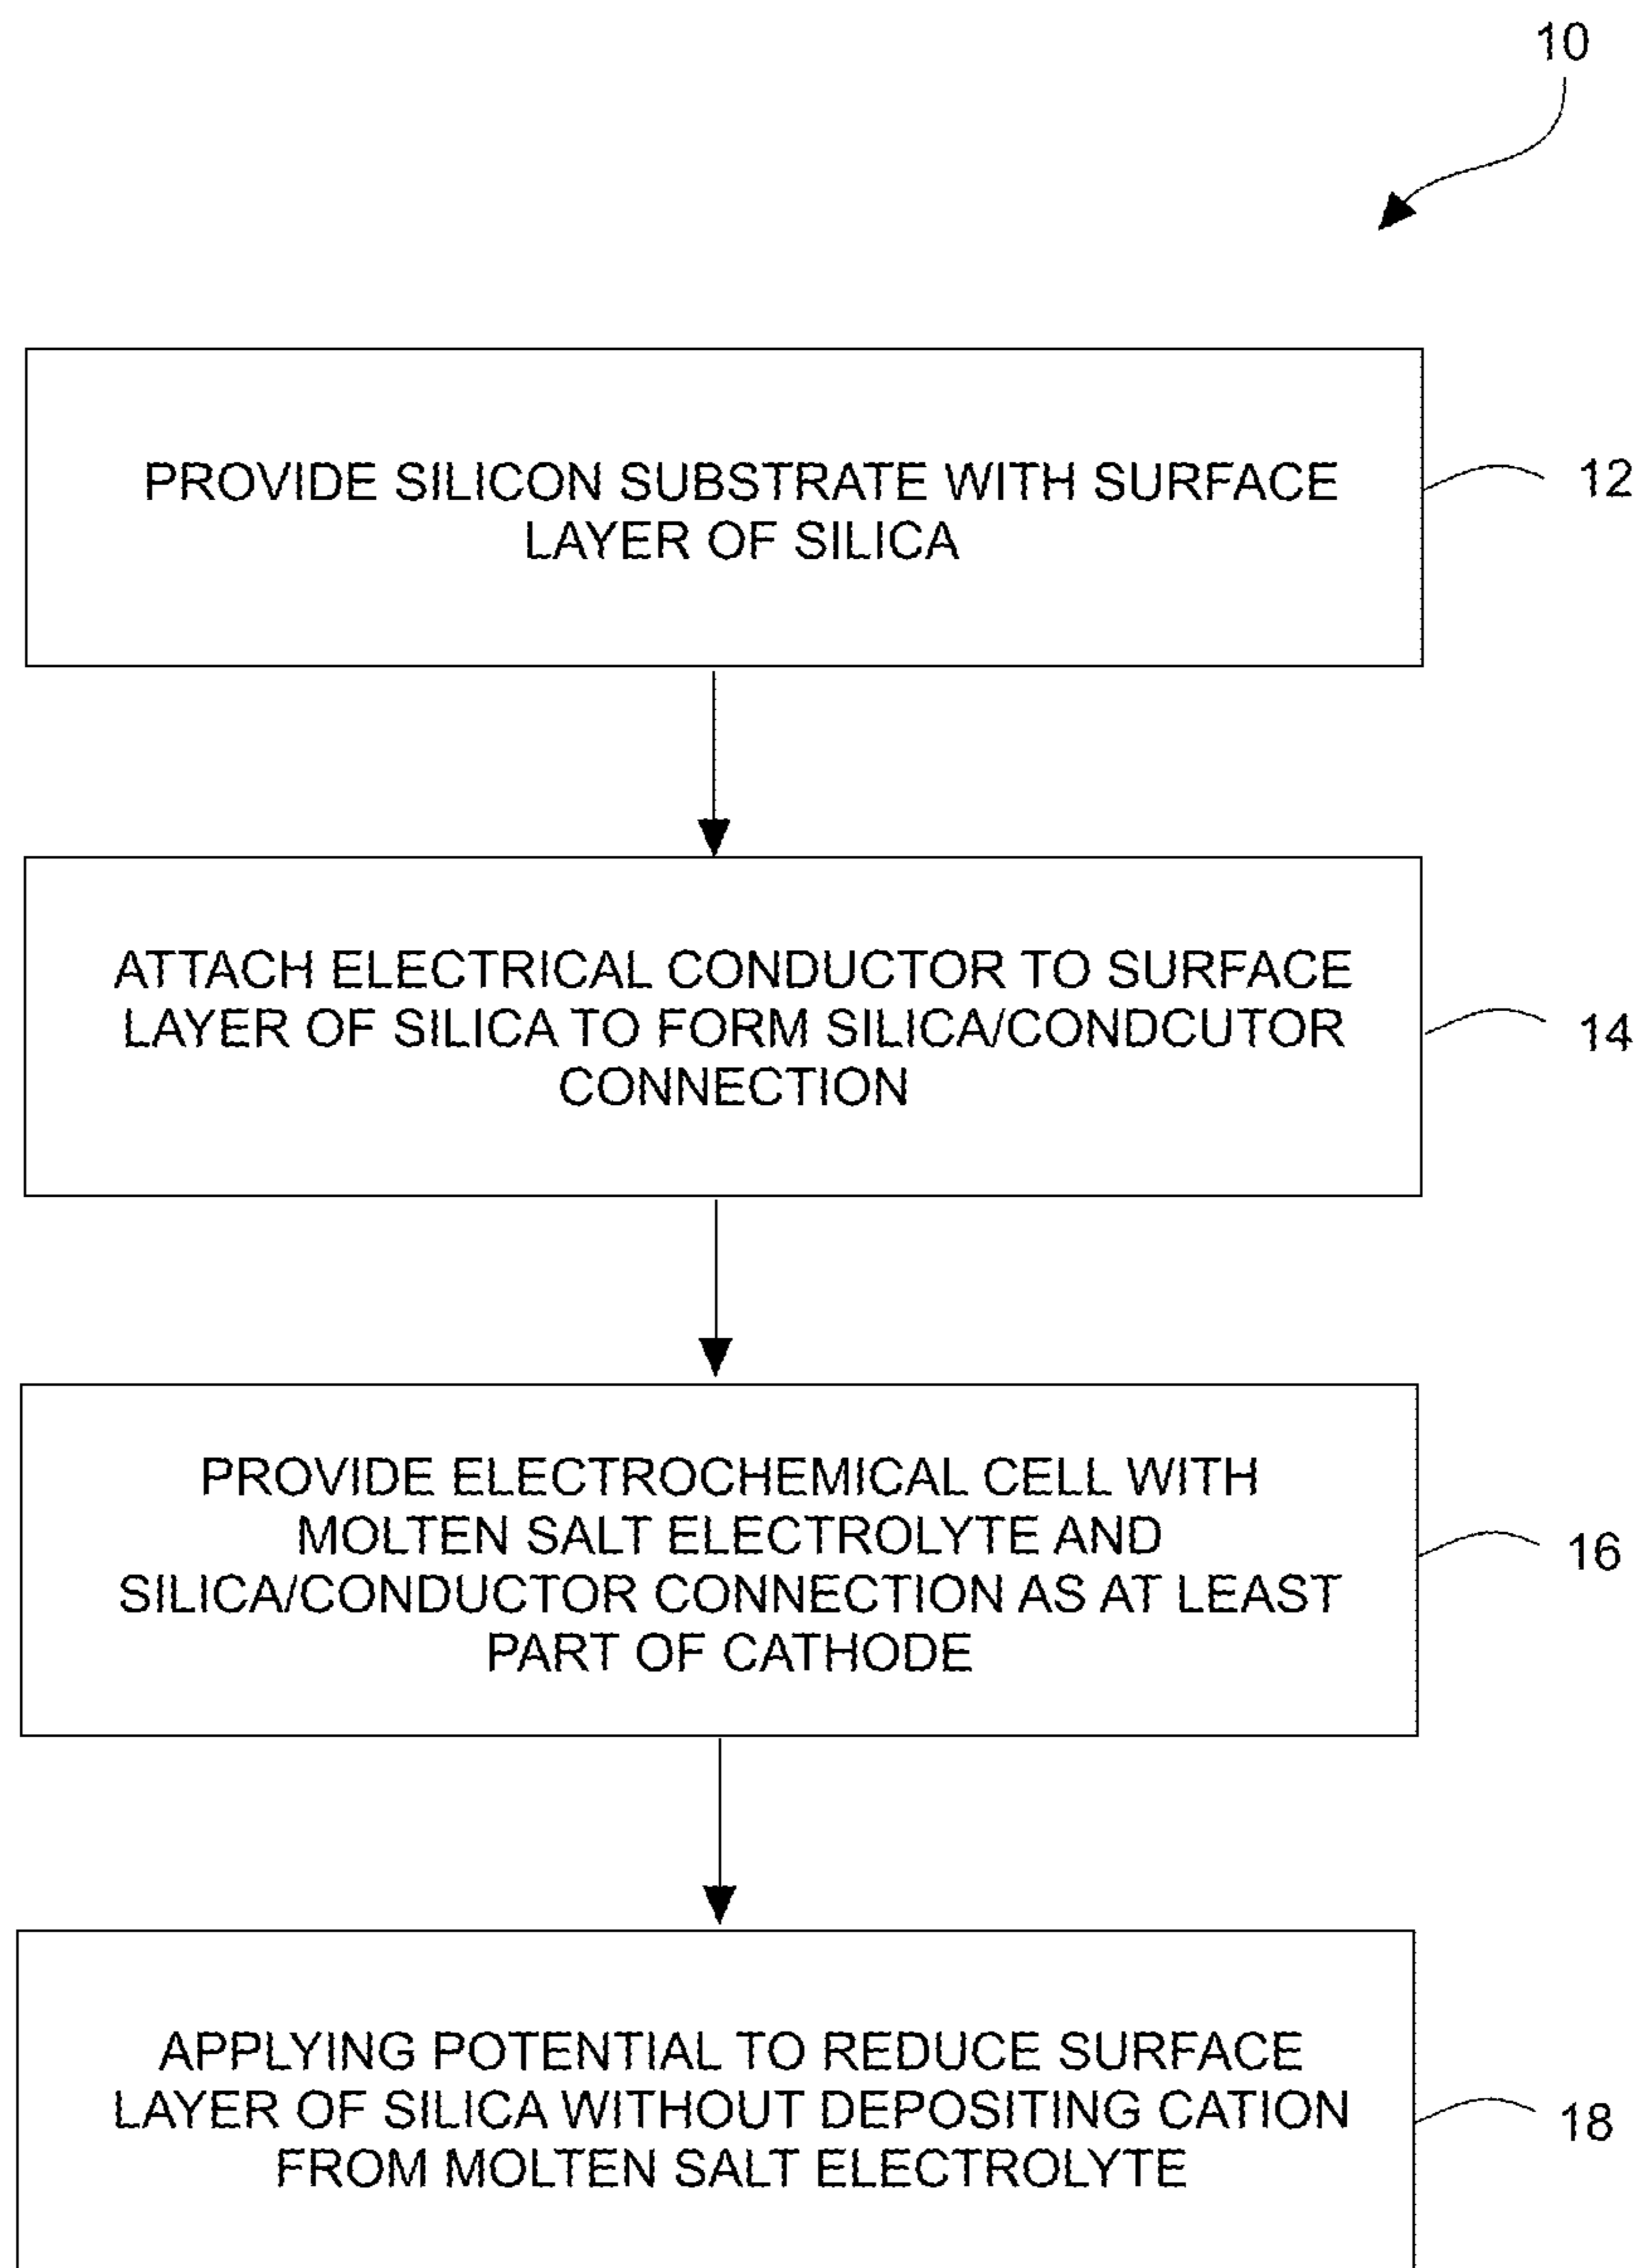 10
PROVIDE SILICON SUBSTRATE WITH SURFACE
LAYER OF SILICA
12
ATTACH ELECTRICAL CONDUCTOR TO SURFACE
LAYER OF SILICA TO FORM SILICA/CONDCUTOR
CONNECTION
14
PROVIDE ELECTROCHEMICAL CELL WITH
MOLTEN SALT ELECTROLYTE AND
SILICA/CONDUCTOR CONNECTION AS AT LEAST
PART OF CATHODE
16
APPLYING POTENTIAL TO REDUCE SURFACE
LAYER OF SILICA WITHOUT DEPOSITING CATION
FROM MOLTEN SALT ELECTROLYTE
18